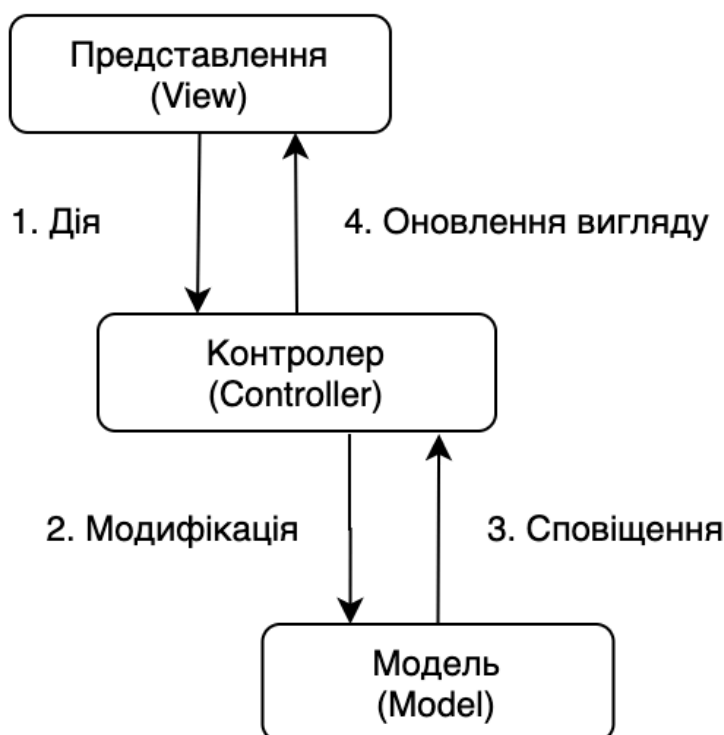 Представлення
(View)
1. Дія
4. Оновлення вигляду
Контролер
(Controller)
2. Модифікація
3. Сповіщення
Модель
(Model)